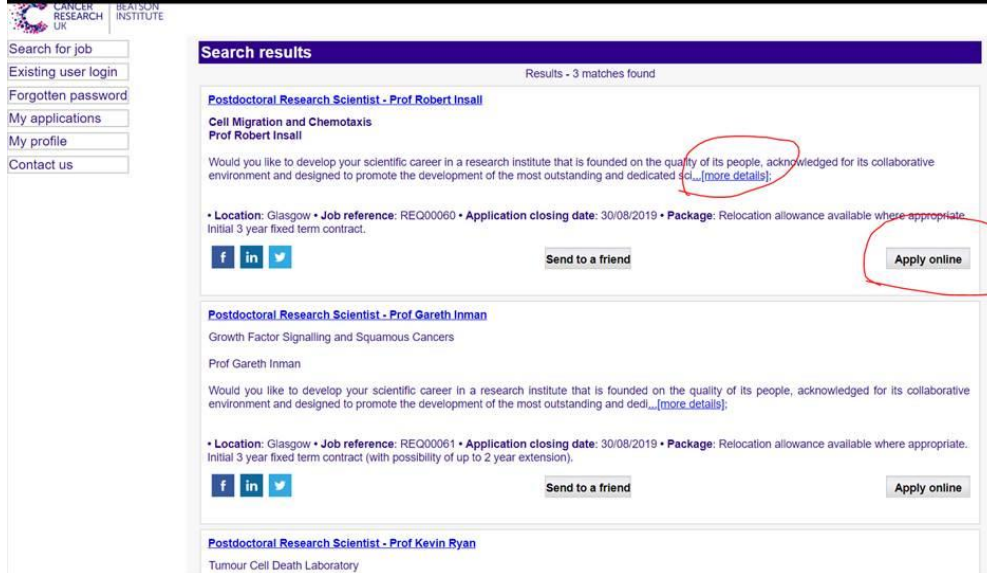 CANCER RESEARCH UK
BEATSON INSTITUTE
Search for job
Existing user login
Forgotten password
My applications
My profile
Contact us
Search results
Results - 3 matches found
Postdoctoral Research Scientist - Prof Robert Insall
Cell Migration and Chemotaxis
Prof Robert Insall
Would you like to develop your scientific career in a research institute that is founded on the quality of its people, acknowledged for its collaborative
environment and designed to promote the development of the most outstanding and dedicated sci...[more details];
• Location: Glasgow • Job reference: REQ00060 • Application closing date: 30/08/2019 • Package: Relocation allowance available where appropriate.
Initial 3 year fixed term contract.
f in
Send to a friend
Apply online
Postdoctoral Research Scientist - Prof Gareth Inman
Growth Factor Signalling and Squamous Cancers
Prof Gareth Inman
Would you like to develop your scientific career in a research institute that is founded on the quality of its people, acknowledged for its collaborative
environment and designed to promote the development of the most outstanding and dedi...[more details];
• Location: Glasgow • Job reference: REQ00061 • Application closing date: 30/08/2019 • Package: Relocation allowance available where appropriate.
Initial 3 year fixed term contract (with possibility of up to 2 year extension).
f in
Send to a friend
Apply online
Postdoctoral Research Scientist - Prof Kevin Ryan
Tumour Cell Death Laboratory